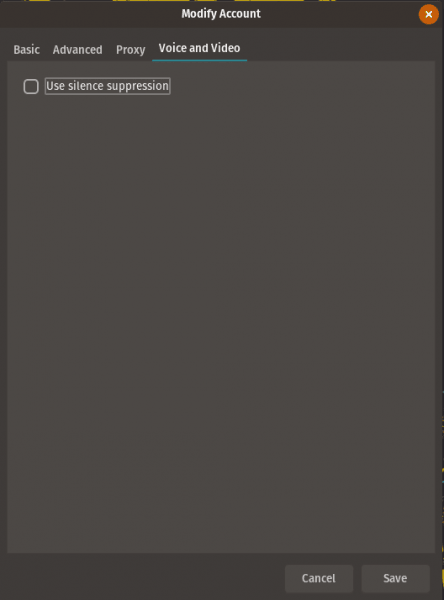 Modify Account
Basic Advanced Proxy Voice and Video
Use silence suppression
Cancel Save